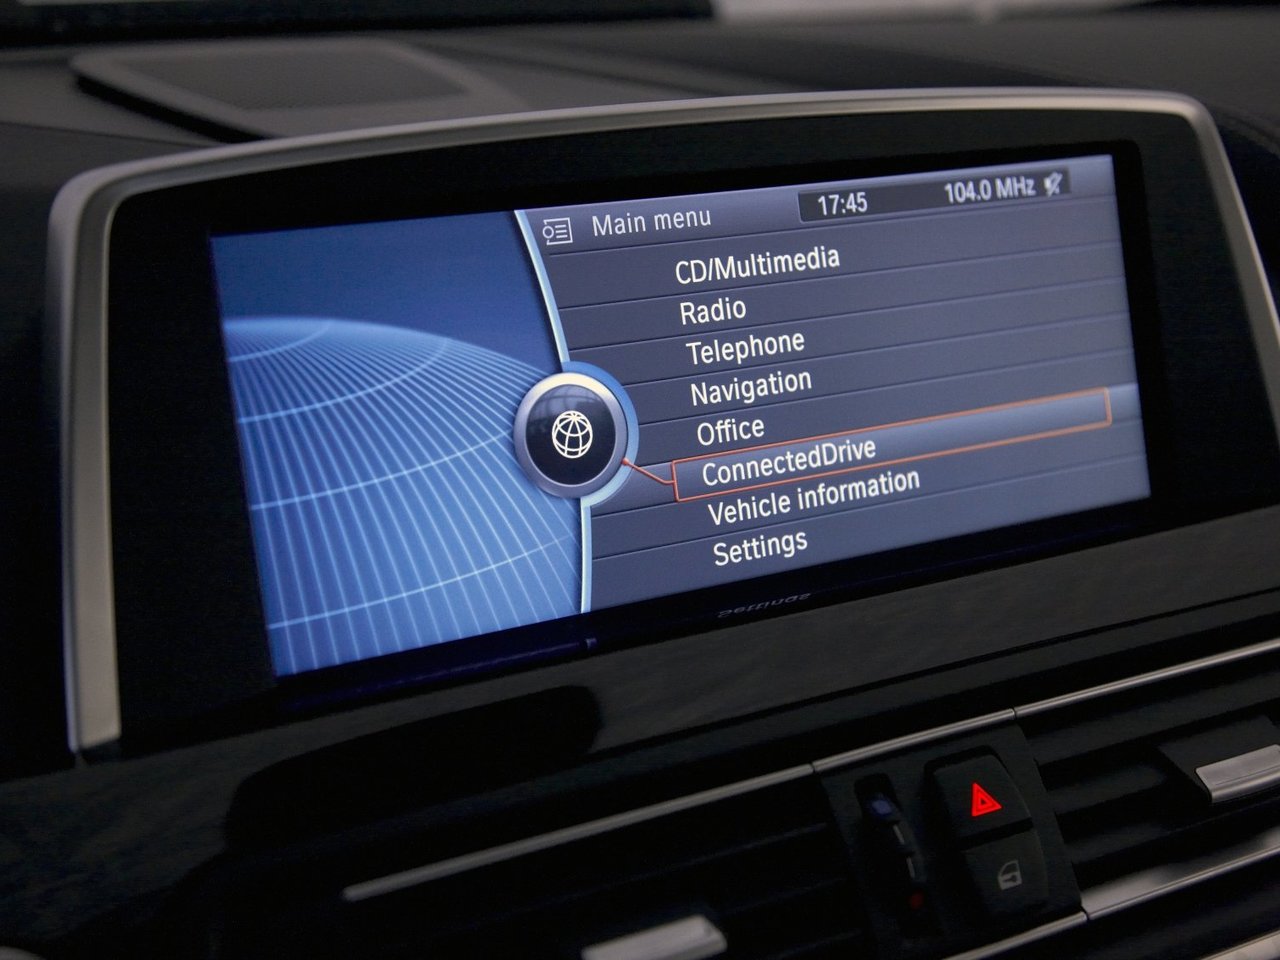 Main menu
17:45
104.0 MHz
CD/Multimedia
Radio
Telephone
Navigation
Office
ConnectedDrive
Vehicle information
Settings